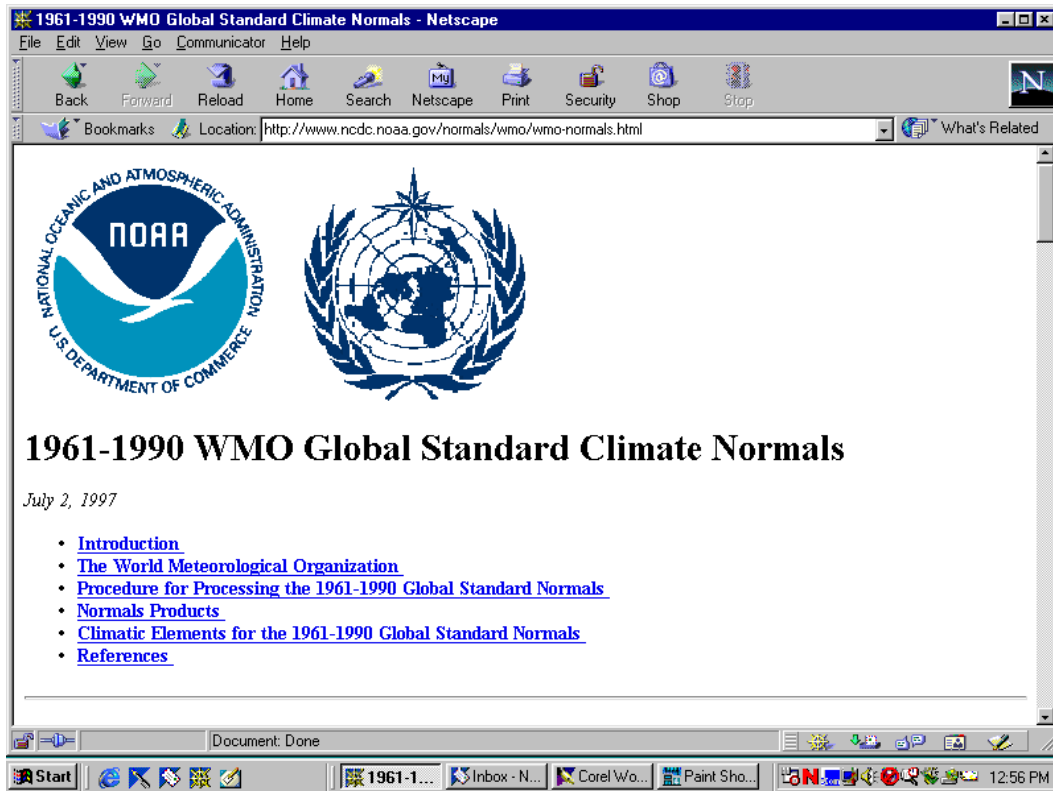 1961-1990 WMO Global Standard Climate Normals - Netscape
File Edit View Go Communicator Help
My
N
Back Forward Reload Home Search Netscape Print Security Shop Stop
Bookmarks Location: http://www.ncdc.noaa.gov/normals/wmo/wmo-normals.html What's Related
NATIONAL OCEANIC AND ATMOSPHERIC ADMINISTRATION
NOAA
U.S. DEPARTMENT OF COMMERCE
1961-1990 WMO Global Standard Climate Normals
July 2, 1997
• Introduction
• The World Meteorological Organization
• Procedure for Processing the 1961-1990 Global Standard Normals
• Normals Products
• Climatic Elements for the 1961-1990 Global Standard Normals
• References
Document: Done
Start 1961-1... Inbox - N... Corel Wo... Paint Sho... N 12:56 PM